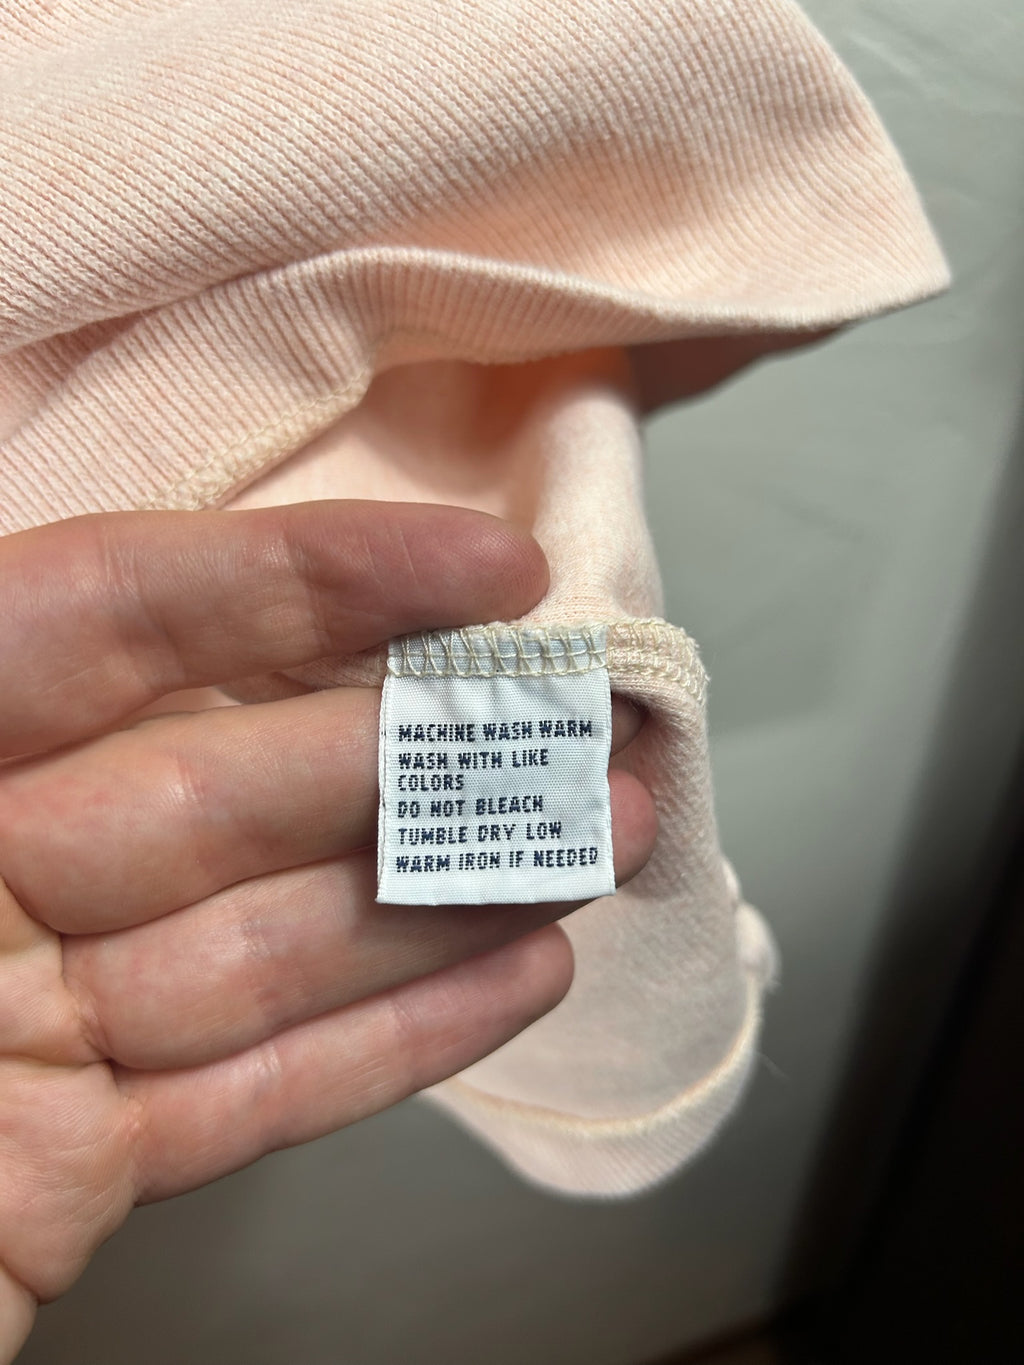 MACHINE WASH WARM
WASH WITH LIKE
COLORS
DO NOT BLEACH
TUMBLE DRY LOW
WARM IRON IF NEEDED